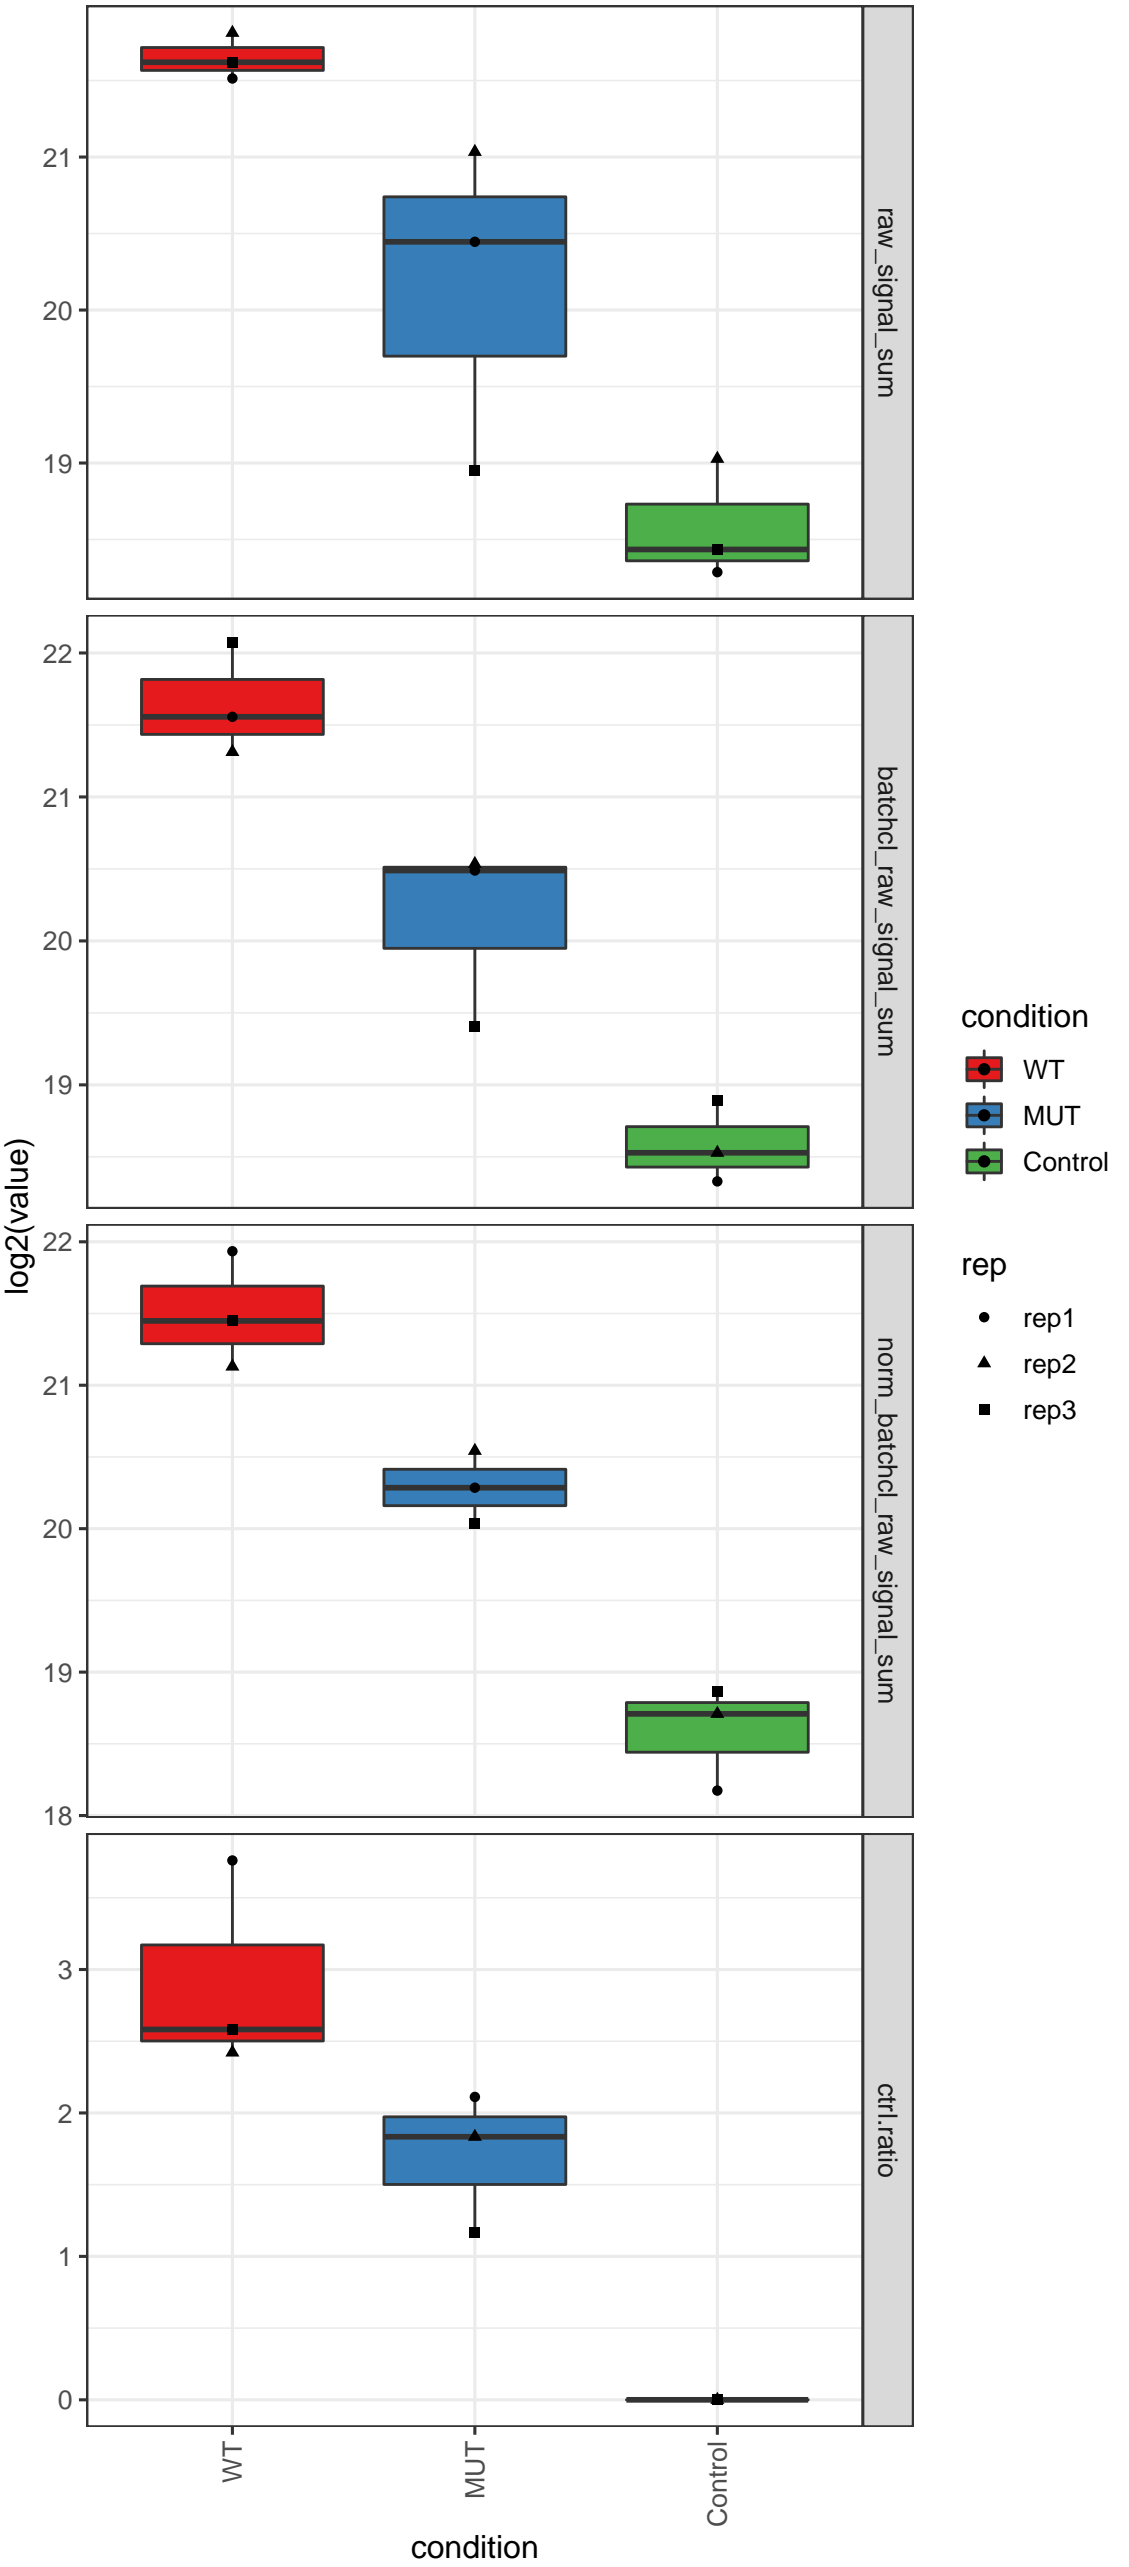 log2(value)
21
20
19
raw_signal_sum
22
21
20
19
batchcl_raw_signal_sum
22
21
20
19
18
norm_batchcl_raw_signal_sum
3
2
1
0
ctrl.ratio
WT
MUT
Control
condition
condition
WT
MUT
Control
rep
rep1
rep2
rep3